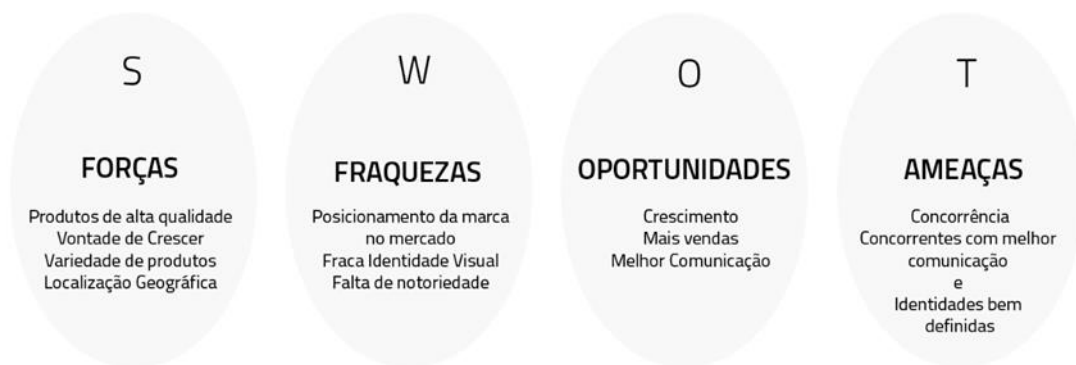 S
FORÇAS
Produtos de alta qualidade
Vontade de Crescer
Variedade de produtos
Localização Geográfica
W
FRAQUEZAS
Posicionamento da marca
no mercado
Fraca Identidade Visual
Falta de notoriedade
O
OPORTUNIDADES
Crescimento
Mais vendas
Melhor Comunicação
T
AMEAÇAS
Concorrência
Concorrentes com melhor
comunicação
e
Identidades bem
definidas